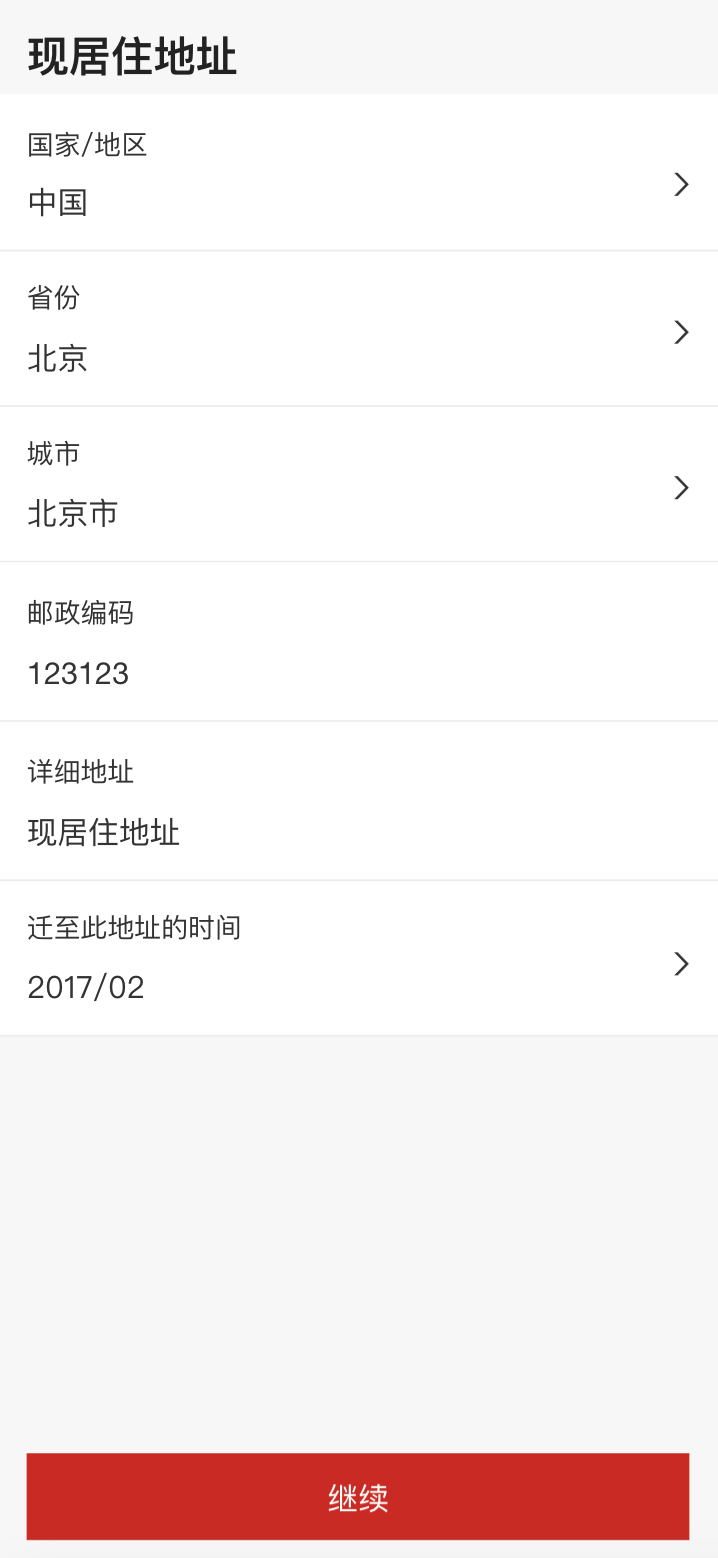 现居住地址
国家/地区
中国
省份
北京
城市
北京市
邮政编码
123123
详细地址
现居住地址
迁至此地址的时间
2017/02
继续